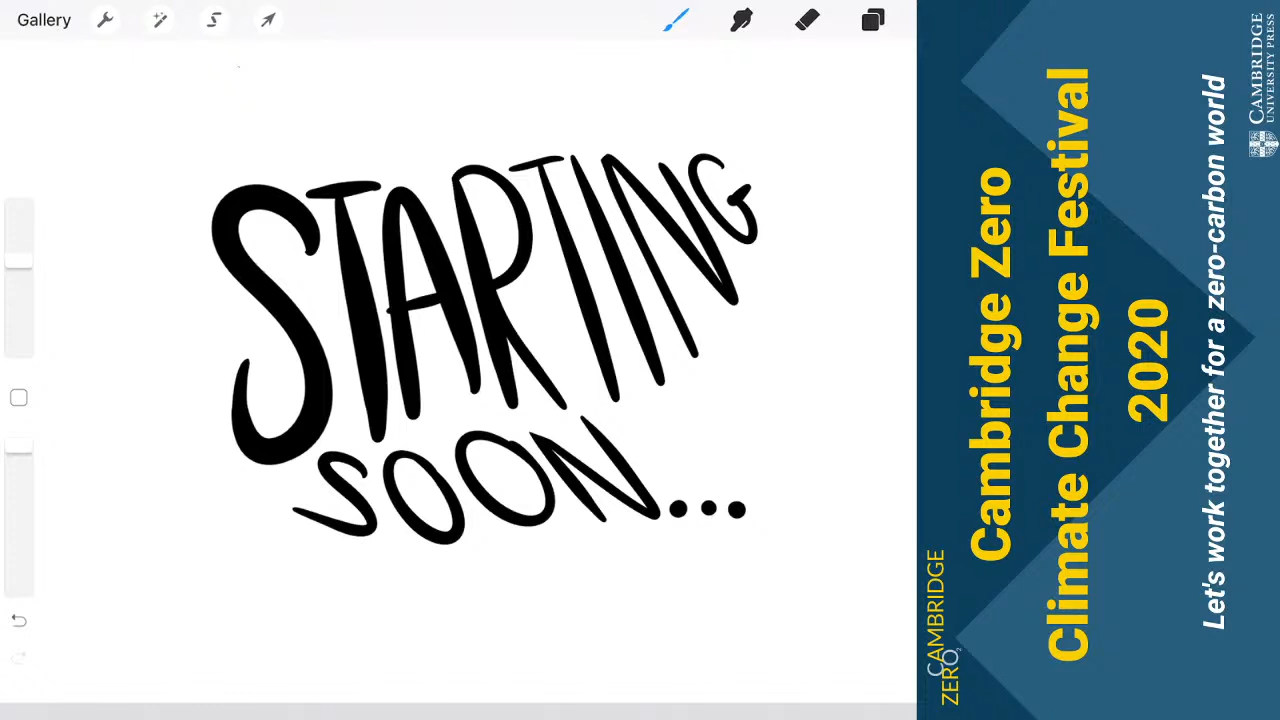 Gallery
STARTING
SOON...
CAMBRIDGE
ZERO₂
Cambridge Zero
Climate Change Festival
2020
Let's work together for a zero-carbon world
CAMBRIDGE
UNIVERSITY PRESS